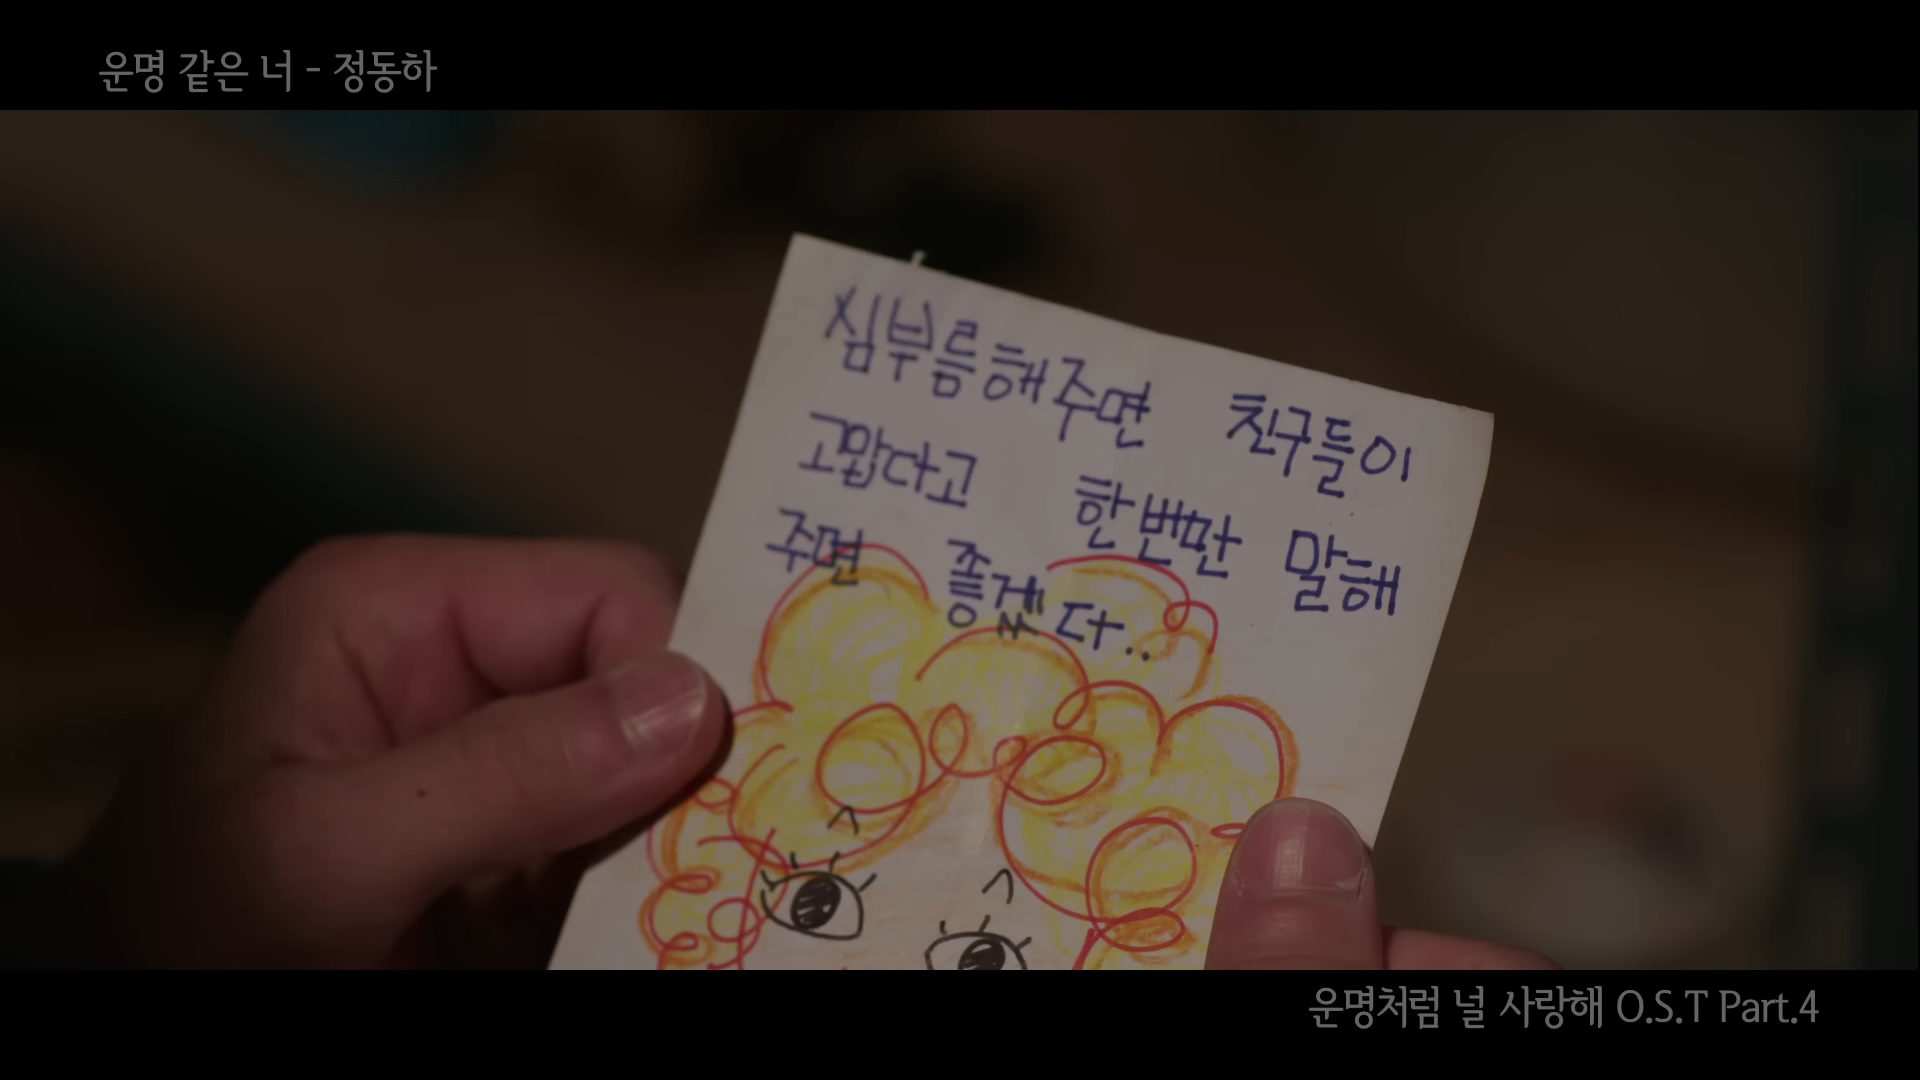 운명 같은 너 - 정동하
심부름해주면 친구들이
고맙다고 한번만 말해
주면 좋겠다..
운명처럼 널 사랑해 O.S.T Part.4